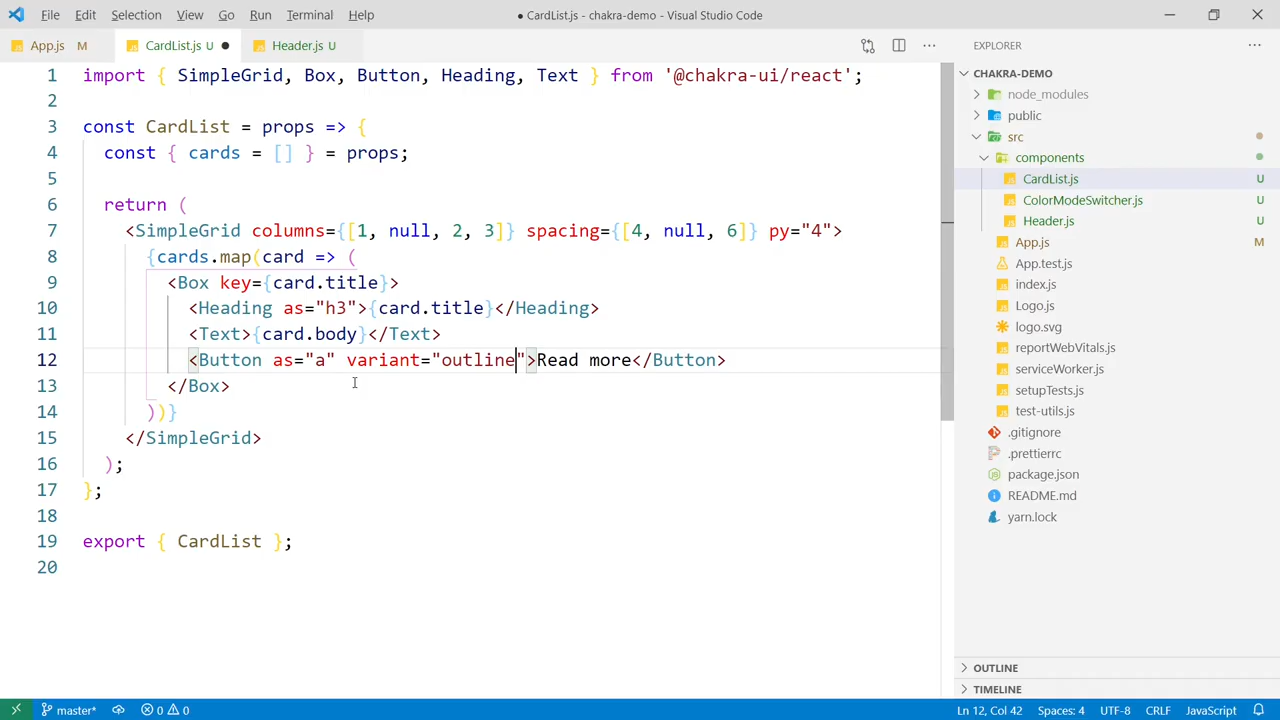 File Edit Selection View Go Run Terminal Help ● CardList.js - chakra-demo - Visual Studio Code
App.js M CardList.js U ● Header.js U
EXPLORER
1 import { SimpleGrid, Box, Button, Heading, Text } from '@chakra-ui/react';
2
3 const CardList = props => {
4 const { cards = [] } = props;
5
6 return (
7 <SimpleGrid columns={[1, null, 2, 3]} spacing={[4, null, 6]} py="4">
8 {cards.map(card => (
9 <Box key={card.title}>
10 <Heading as="h3">{card.title}</Heading>
11 <Text>{card.body}</Text>
12 <Button as="a" variant="outline">Read more</Button>
13 </Box>
14 ))}
15 </SimpleGrid>
16 );
17 };
18
19 export { CardList };
20
CHAKRA-DEMO
node_modules
public
src
components
CardList.js U
ColorModeSwitcher.js U
Header.js U
App.js M
App.test.js
index.js
Logo.js
logo.svg
reportWebVitals.js
serviceWorker.js
setupTests.js
test-utils.js
.gitignore
.prettierrc
package.json
README.md
yarn.lock
OUTLINE
TIMELINE
master* 0 0 Ln 12, Col 42 Spaces: 4 UTF-8 CRLF JavaScript